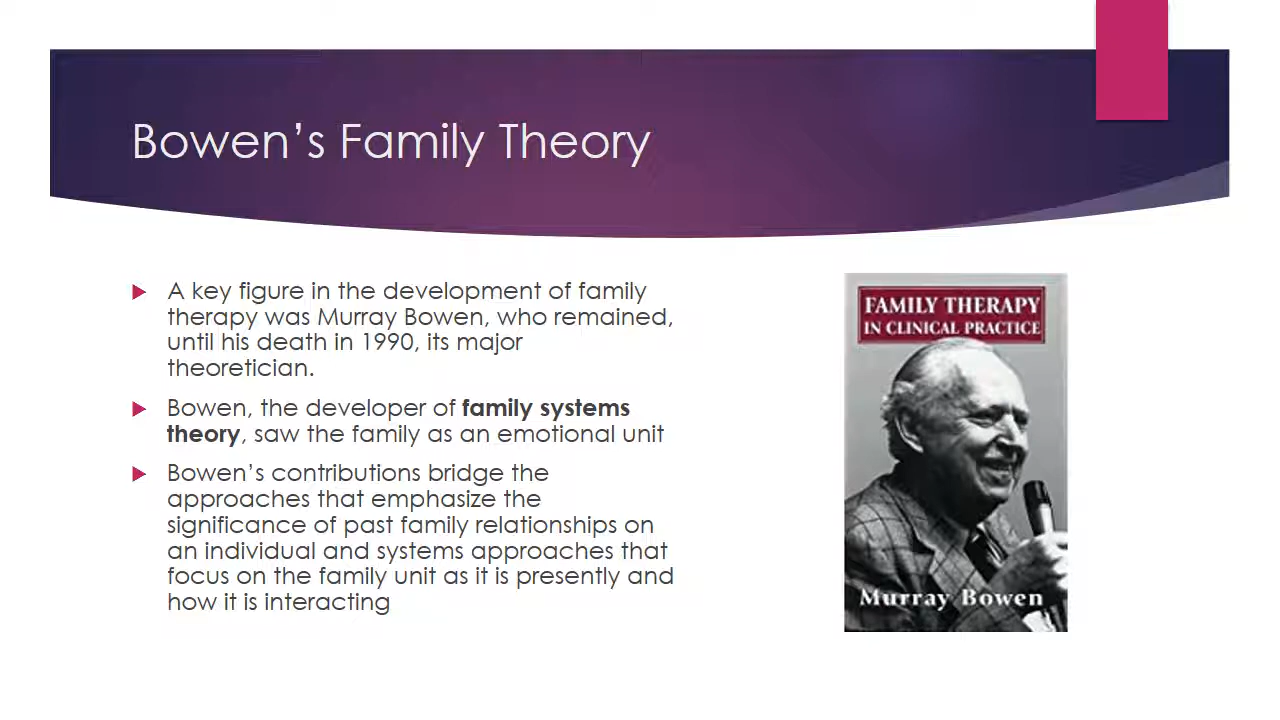 Bowen’s Family Theory
A key figure in the development of family
therapy was Murray Bowen, who remained,
until his death in 1990, its major
theoretician.
Bowen, the developer of family systems
theory, saw the family as an emotional unit
Bowen’s contributions bridge the
approaches that emphasize the
significance of past family relationships on
an individual and systems approaches that
focus on the family unit as it is presently and
how it is interacting
FAMILY THERAPY
IN CLINICAL PRACTICE
Murray Bowen